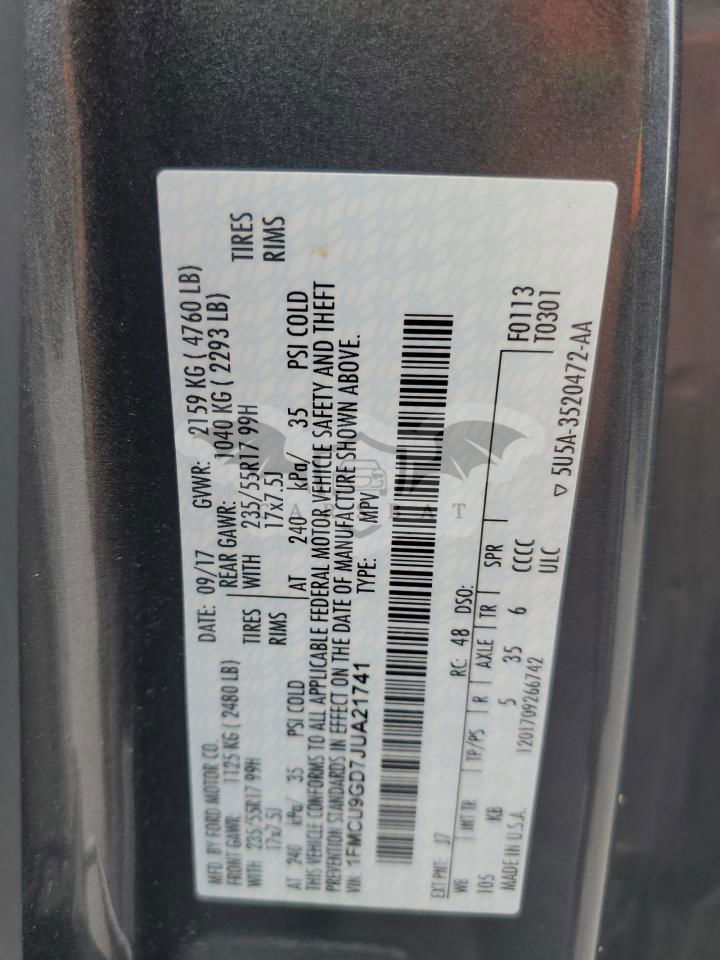 MFD. BY FORD MOTOR CO.
DATE: 09/17 GVWR: 2159 KG ( 4760 LB)
FRONT GAWR: 1125 KG ( 2480 LB)
REAR GAWR: 1040 KG ( 2293 LB)
WITH 235/55R17 99H TIRES
WITH 235/55R17 99H TIRES
17x7.5J RIMS
17x7.5J RIMS
AT 240 kPa/ 35 PSI COLD
AT 240 kPa/ 35 PSI COLD
THIS VEHICLE CONFORMS TO ALL APPLICABLE FEDERAL MOTOR VEHICLE SAFETY AND THEFT
PREVENTION STANDARDS IN EFFECT ON THE DATE OF MANUFACTURE SHOWN ABOVE.
VIN: 1FMCU9GD7JUA21741 TYPE: MPV
EXT PNT: J7 RC: 48 DSO: F0113
WB INT TR TP/PS R AXLE TR SPR T0301
105 KB 5 35 6 CCCC
MADE IN U.S.A. 1201709266742 ULC ▽ 5U5A-3520472-AA